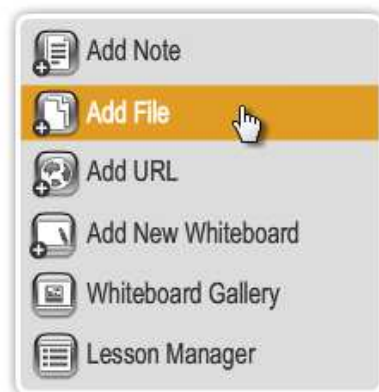 Add Note
Add File
Add URL
Add New Whiteboard
Whiteboard Gallery
Lesson Manager